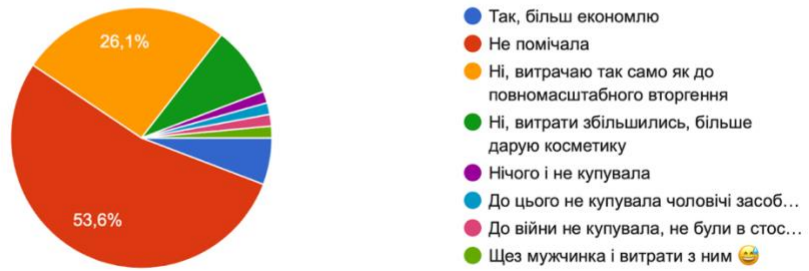 26,1%
53,6%
Так, більш економлю
Не помічала
Ні, витрачаю так само як до
повномасштабного вторгення
Ні, витрати збільшились, більше
дарую косметику
Нічого і не купувала
До цього не купувала чоловічі засоб…
До війни не купувала, не були в стос…
Щез мужчинка і витрати з ним 😅